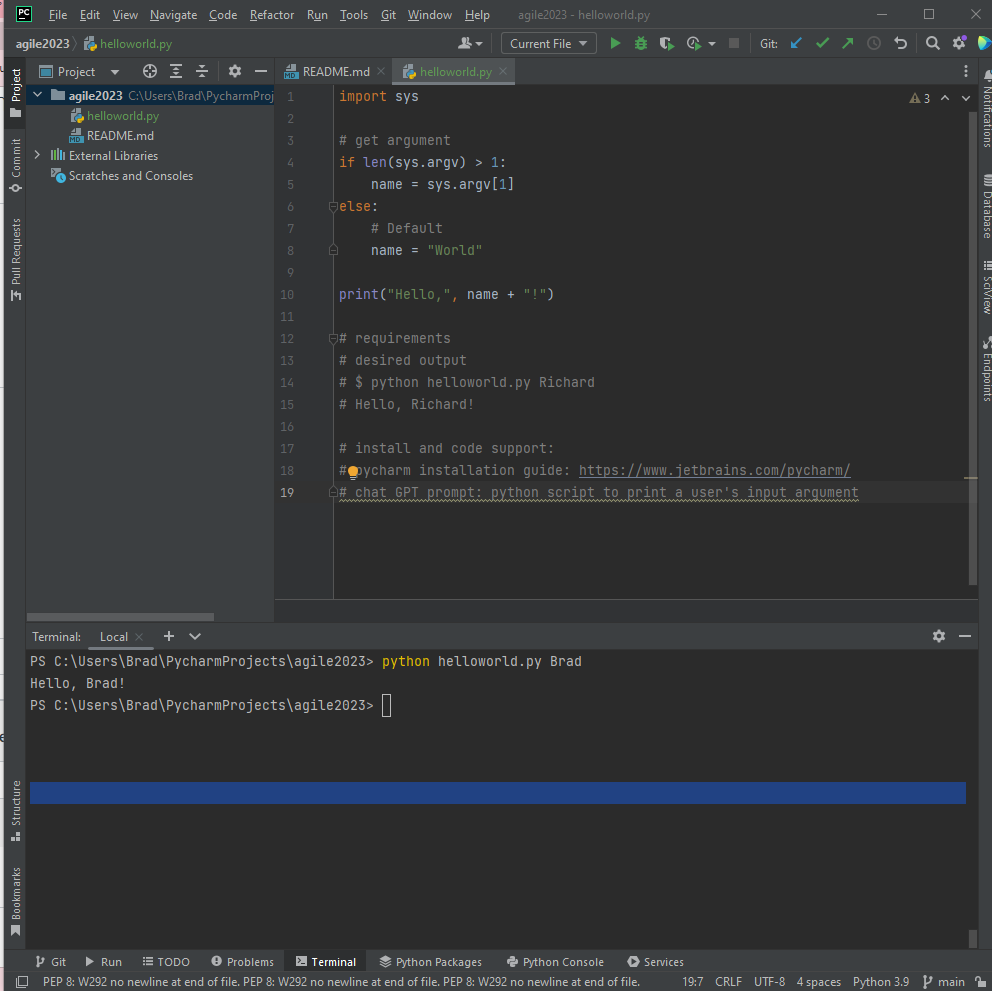 PC File Edit View Navigate Code Refactor Run Tools Git Window Help agile2023 - helloworld.py
agile2023 helloworld.py Current File Git:
Project README.md helloworld.py
agile2023 C:\Users\Brad\PycharmProj
helloworld.py
README.md
External Libraries
Scratches and Consoles
Project
Commit
Pull Requests
Structure
Bookmarks
3
1 import sys
2
3 # get argument
4 if len(sys.argv) > 1:
5 name = sys.argv[1]
6 else:
7 # Default
8 name = "World"
9
10 print("Hello,", name + "!")
11
12 # requirements
13 # desired output
14 # $ python helloworld.py Richard
15 # Hello, Richard!
16
17 # install and code support:
18 # pycharm installation guide: https://www.jetbrains.com/pycharm/
19 # chat GPT prompt: python script to print a user's input argument
Notifications
Database
SciView
Endpoints
Terminal: Local
PS C:\Users\Brad\PycharmProjects\agile2023> python helloworld.py Brad
Hello, Brad!
PS C:\Users\Brad\PycharmProjects\agile2023>
Git Run TODO Problems Terminal Python Packages Python Console Services
PEP 8: W292 no newline at end of file. PEP 8: W292 no newline at end of file. PEP 8: W292 no newline at end of file. 19:7 CRLF UTF-8 4 spaces Python 3.9 main